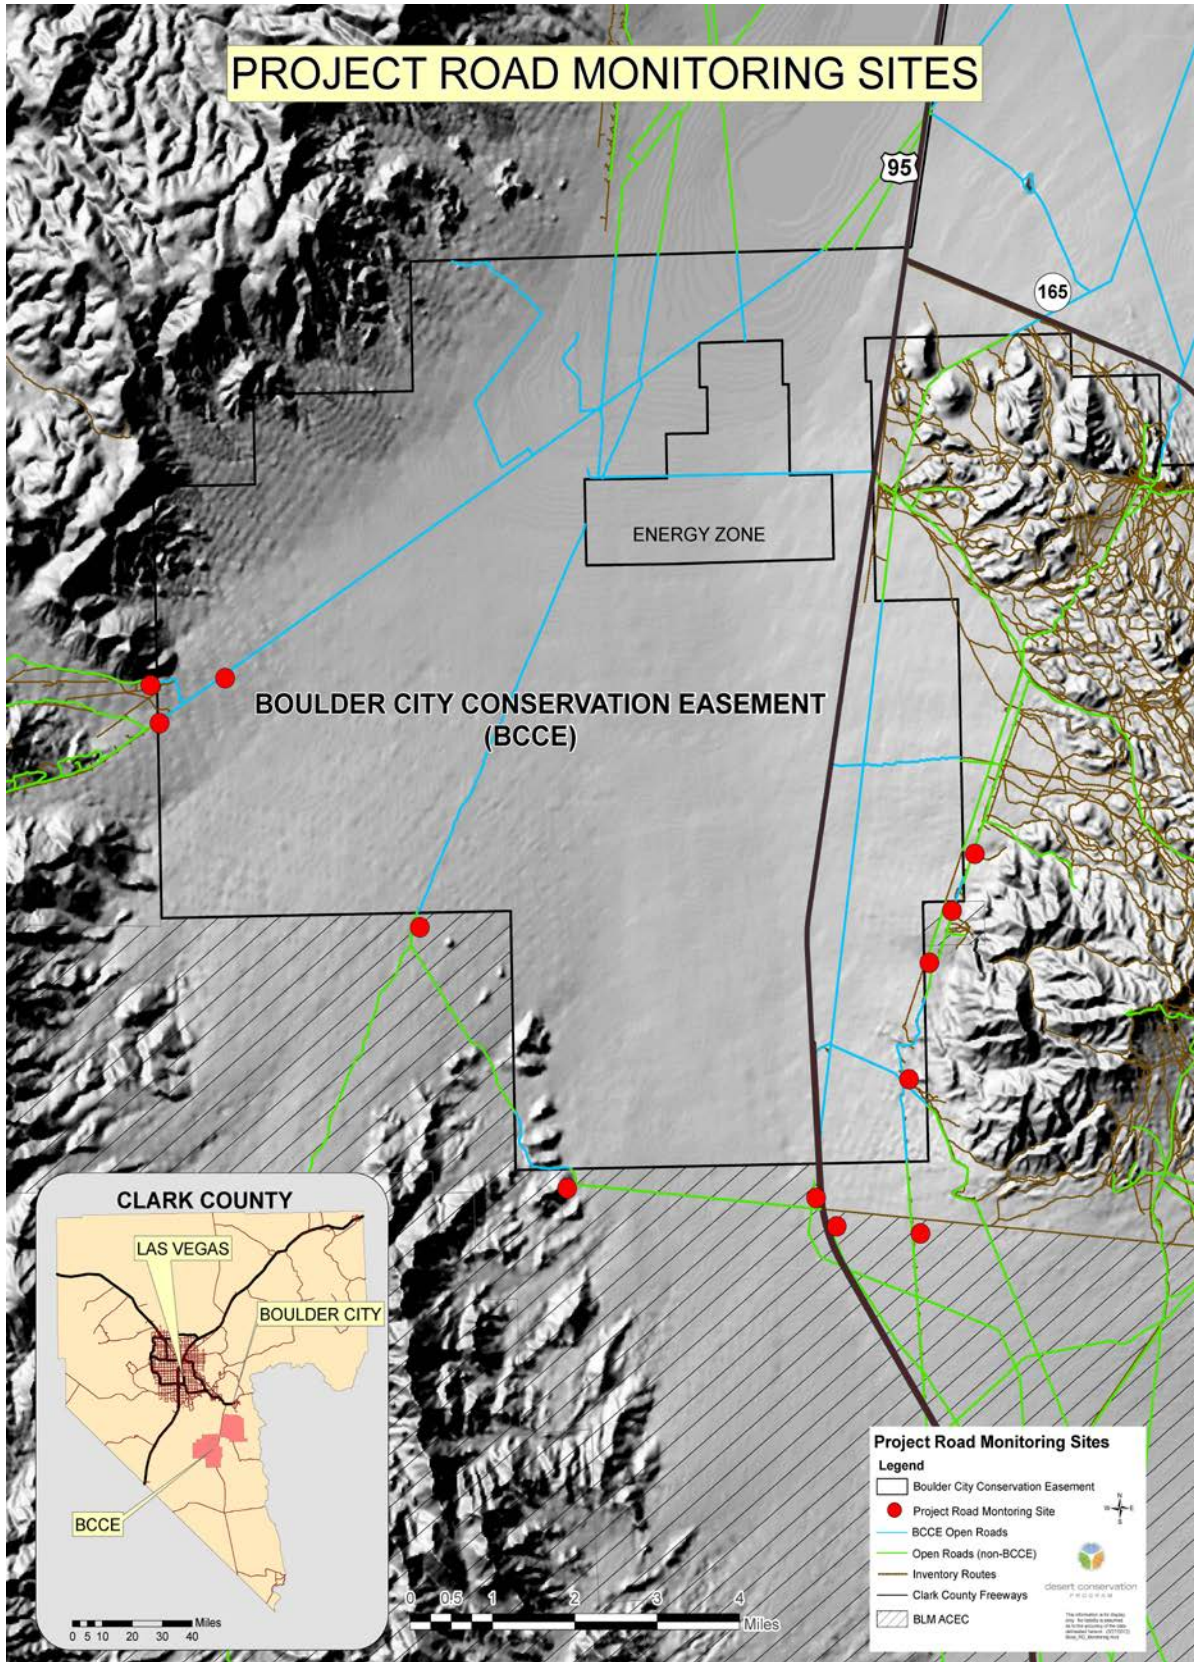 PROJECT ROAD MONITORING SITES
95
165
ENERGY ZONE
BOULDER CITY CONSERVATION EASEMENT
(BCCE)
CLARK COUNTY
LAS VEGAS
BOULDER CITY
BCCE
Miles
0 5 10 20 30 40
0 0.5 1 2 3 4
Miles
Project Road Monitoring Sites
Legend
Boulder City Conservation Easement
Project Road Montoring Site
BCCE Open Roads
Open Roads (non-BCCE)
Inventory Routes
Clark County Freeways
BLM ACEC
N
W E
S
desert conservation
PROGRAM